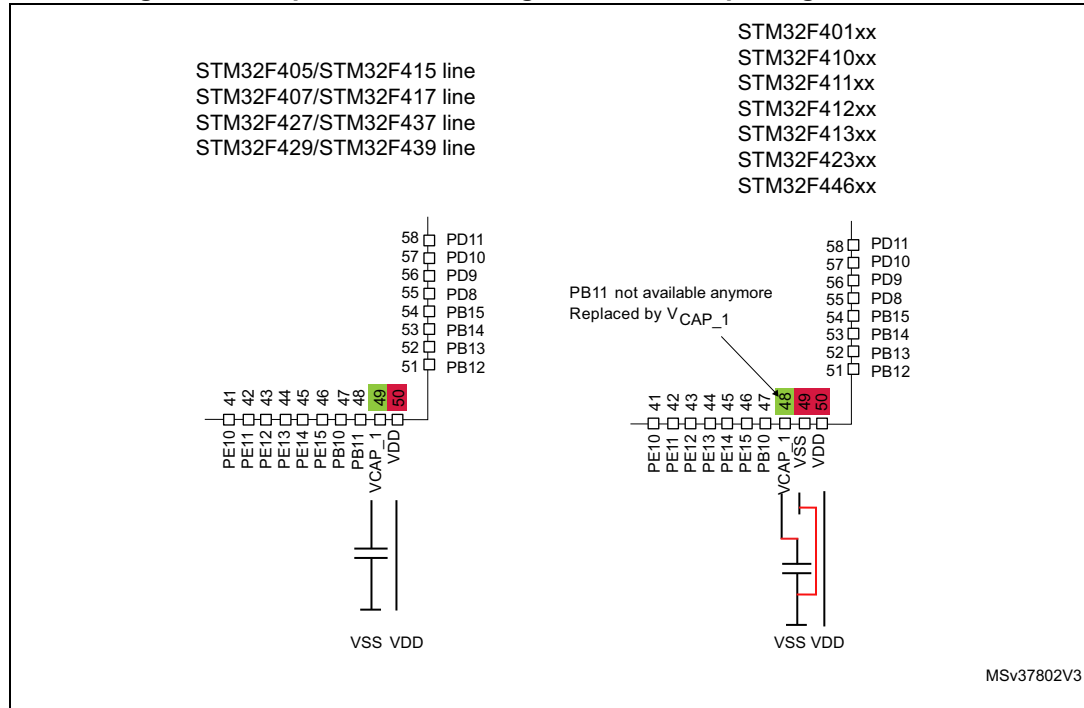 STM32F405/STM32F415 line
STM32F407/STM32F417 line
STM32F427/STM32F437 line
STM32F429/STM32F439 line
58 PD11
57 PD10
56 PD9
55 PD8
54 PB15
53 PB14
52 PB13
51 PB12
41 42 43 44 45 46 47 48 49 50
PE10 PE11 PE12 PE13 PE14 PE15 PB10 PB11 VCAP_1 VDD
VSS VDD
STM32F401xx
STM32F410xx
STM32F411xx
STM32F412xx
STM32F413xx
STM32F423xx
STM32F446xx
PB11 not available anymore
Replaced by VCAP_1
58 PD11
57 PD10
56 PD9
55 PD8
54 PB15
53 PB14
52 PB13
51 PB12
41 42 43 44 45 46 47 48 49 50
PE10 PE11 PE12 PE13 PE14 PE15 PB10 VCAP_1 VSS VDD
VSS VDD
MSv37802V3